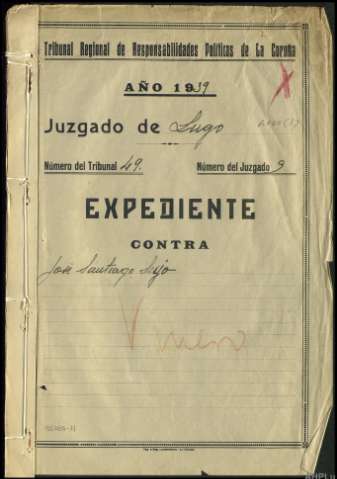 Tribunal Regional de Responsabilidades Políticas de La Coruña
AÑO 1939
Juzgado de Lugo
Número del Tribunal 49. Número del Juzgado 9
EXPEDIENTE
CONTRA
José Santiago Seijo